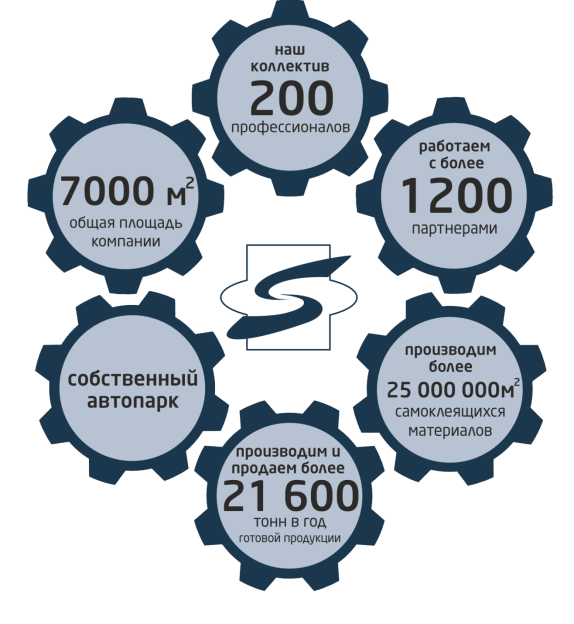 наш
коллектив
200
профессионалов
работаем
с более
1200
партнерами
производим
более
25 000 000м²
самоклеящихся
материалов
производим и
продаем более
21 600
тонн в год
готовой продукции
собственный
автопарк
7000 м²
общая площадь
компании